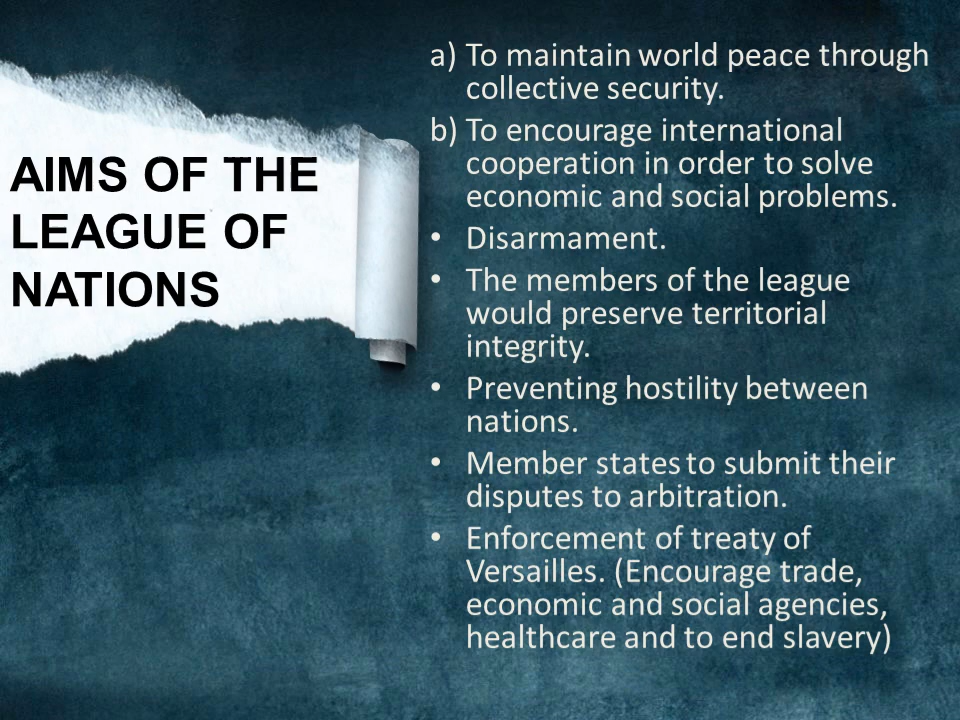 AIMS OF THE
LEAGUE OF
NATIONS
a) To maintain world peace through
collective security.
b) To encourage international
cooperation in order to solve
economic and social problems.
• Disarmament.
• The members of the league
would preserve territorial
integrity.
• Preventing hostility between
nations.
• Member states to submit their
disputes to arbitration.
• Enforcement of treaty of
Versailles. (Encourage trade,
economic and social agencies,
healthcare and to end slavery)